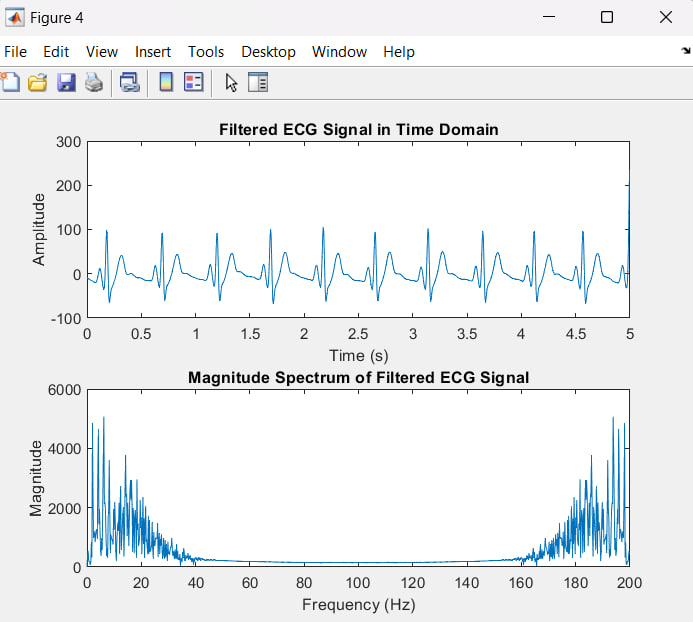 Figure 4
File Edit View Insert Tools Desktop Window Help
Filtered ECG Signal in Time Domain
300
200
100
0
-100
Amplitude
0 0.5 1 1.5 2 2.5 3 3.5 4 4.5 5
Time (s)
Magnitude Spectrum of Filtered ECG Signal
6000
4000
2000
0
Magnitude
0 20 40 60 80 100 120 140 160 180 200
Frequency (Hz)